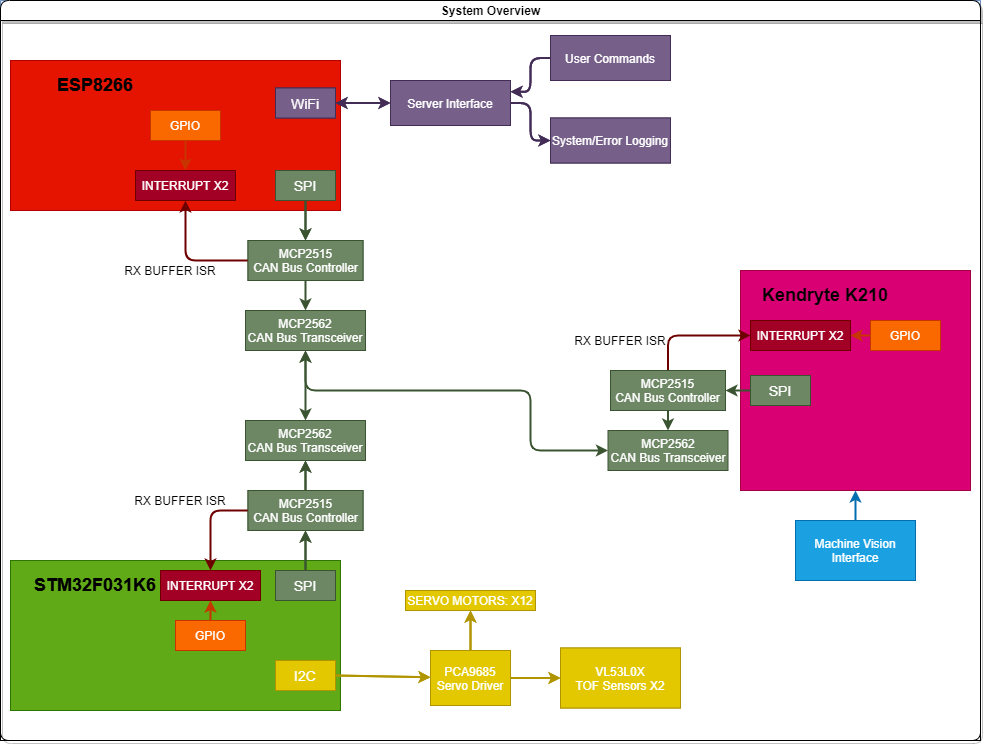 System Overview
ESP8266
WiFi
GPIO
INTERRUPT X2
SPI
Server Interface
User Commands
System/Error Logging
RX BUFFER ISR
MCP2515
CAN Bus Controller
MCP2562
CAN Bus Transceiver
Kendryte K210
INTERRUPT X2
GPIO
SPI
RX BUFFER ISR
MCP2515
CAN Bus Controller
MCP2562
CAN Bus Transceiver
Machine Vision
Interface
MCP2562
CAN Bus Transceiver
RX BUFFER ISR
MCP2515
CAN Bus Controller
STM32F031K6
INTERRUPT X2
SPI
GPIO
I2C
SERVO MOTORS: X12
PCA9685
Servo Driver
VL53L0X
TOF Sensors X2